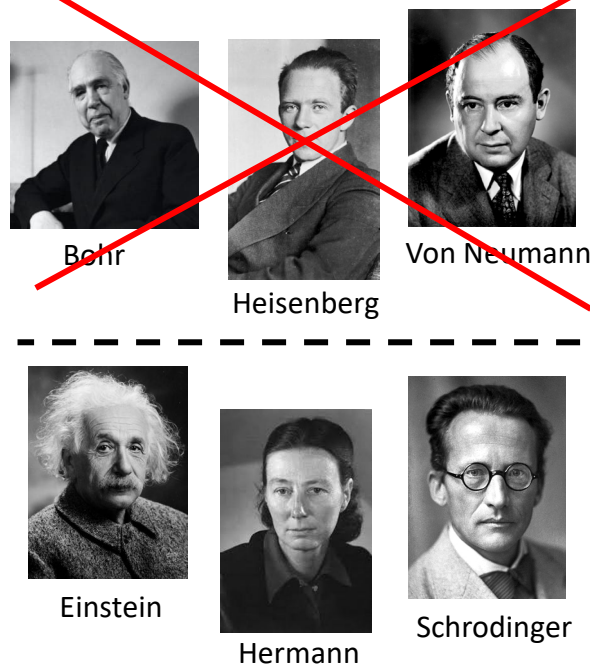 Bohr
Heisenberg
Von Neumann
Einstein
Hermann
Schrodinger